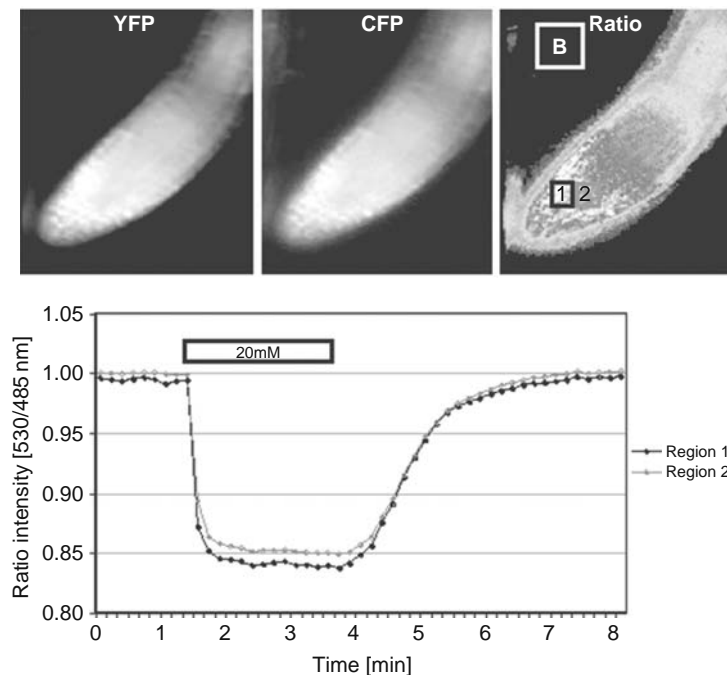 YFP
CFP
Ratio
B
1 2
1.05
1.00
0.95
0.90
0.85
0.80
Ratio intensity [530/485 nm]
20mM
Region 1
Region 2
0 1 2 3 4 5 6 7 8
Time [min]